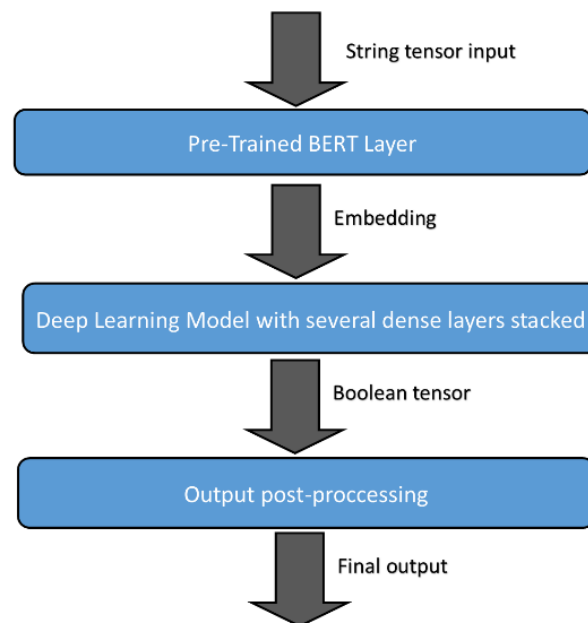 String tensor input
Pre-Trained BERT Layer
Embedding
Deep Learning Model with several dense layers stacked
Boolean tensor
Output post-proccessing
Final output